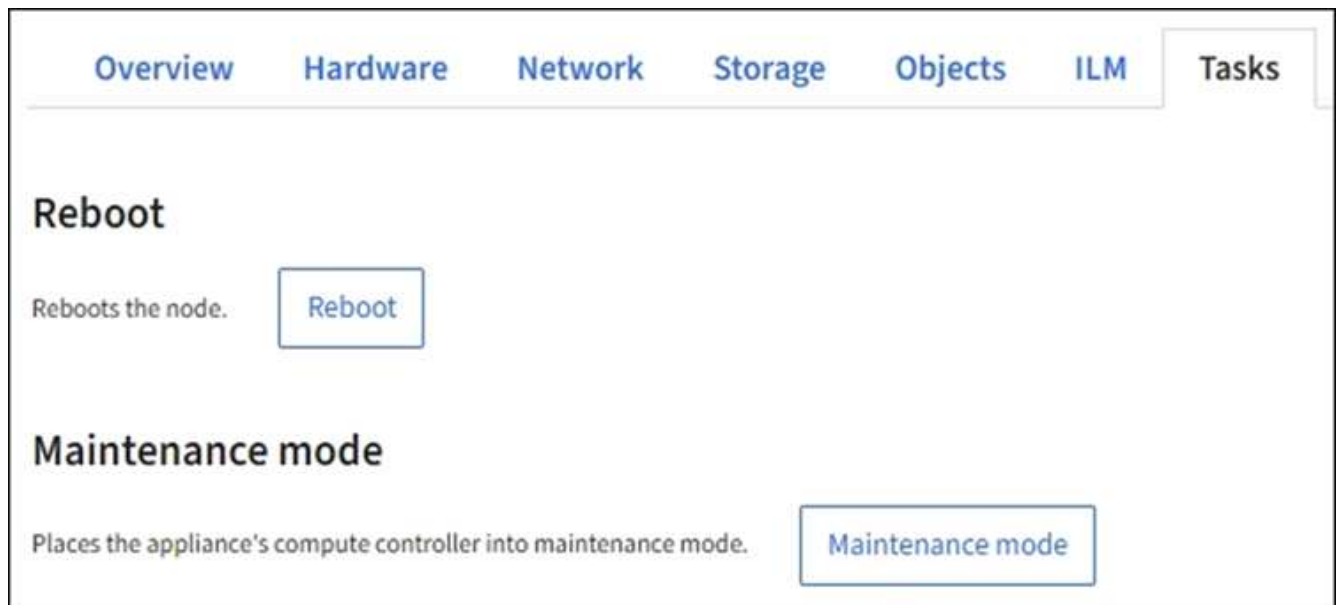 Overview Hardware Network Storage Objects ILM Tasks
Reboot
Reboots the node. Reboot
Maintenance mode
Places the appliance's compute controller into maintenance mode. Maintenance mode